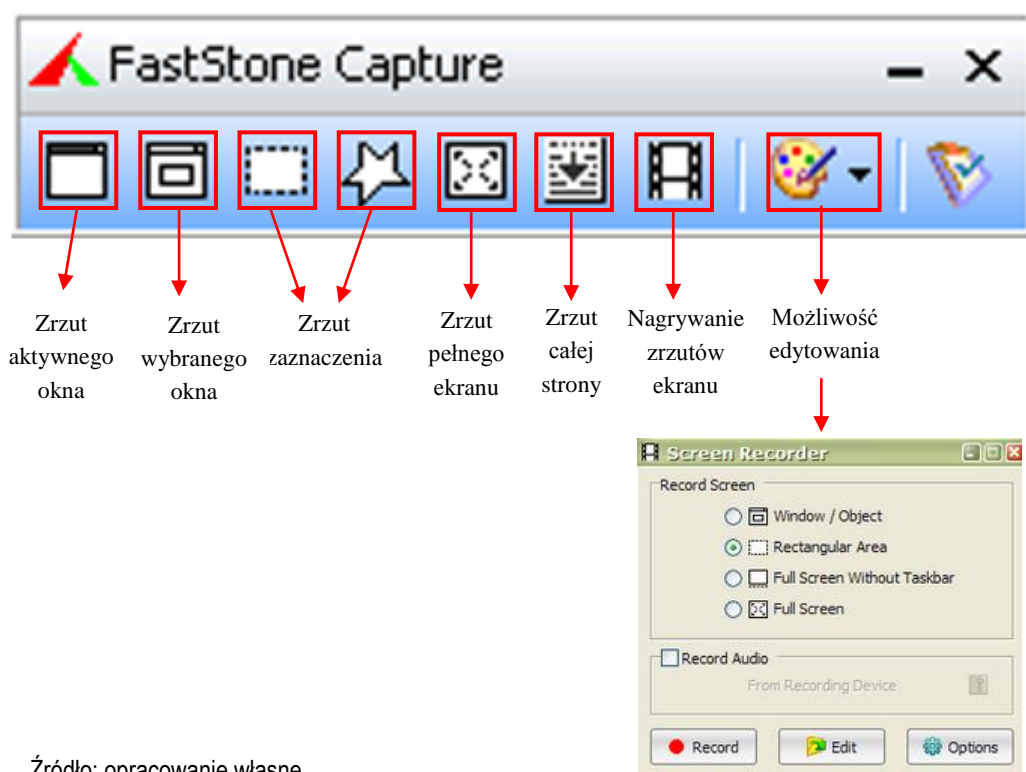 FastStone Capture
Zrzut aktywnego okna
Zrzut wybranego okna
Zrzut zaznaczenia
Zrzut pełnego ekranu
Zrzut całej strony
Nagrywanie zrzutów ekranu
Możliwość edytowania
Screen Recorder
Record Screen
Window / Object
Rectangular Area
Full Screen Without Taskbar
Full Screen
Record Audio
From Recording Device
Record
Edit
Options
Źródło: opracowanie własne